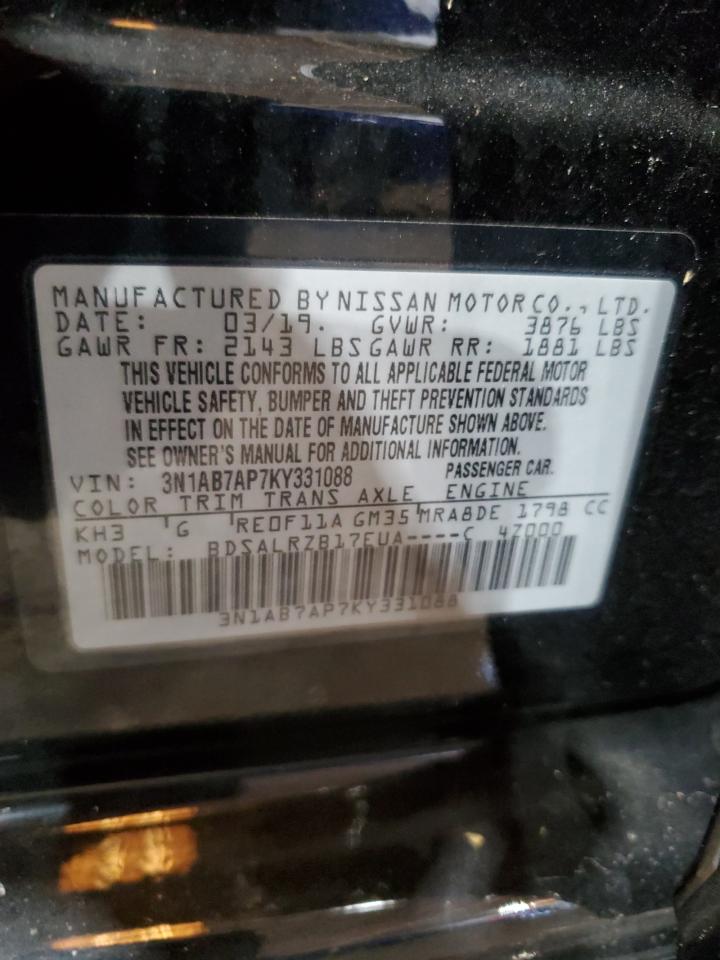 MANUFACTURED BY NISSAN MOTOR CO., LTD.
DATE: 03/19. GVWR: 3876 LBS
GAWR FR: 2143 LBS GAWR RR: 1881 LBS
THIS VEHICLE CONFORMS TO ALL APPLICABLE FEDERAL MOTOR
VEHICLE SAFETY, BUMPER AND THEFT PREVENTION STANDARDS
IN EFFECT ON THE DATE OF MANUFACTURE SHOWN ABOVE.
SEE OWNER'S MANUAL FOR ADDITIONAL INFORMATION.
VIN: 3N1AB7AP7KY331088 PASSENGER CAR.
COLOR TRIM TRANS AXLE ENGINE
KH3 'G 'RE0F11A GM35 'MRA8DE 1798 CC
MODEL: BDSALRZB17EUA----C 47000
3N1AB7AP7KY331088